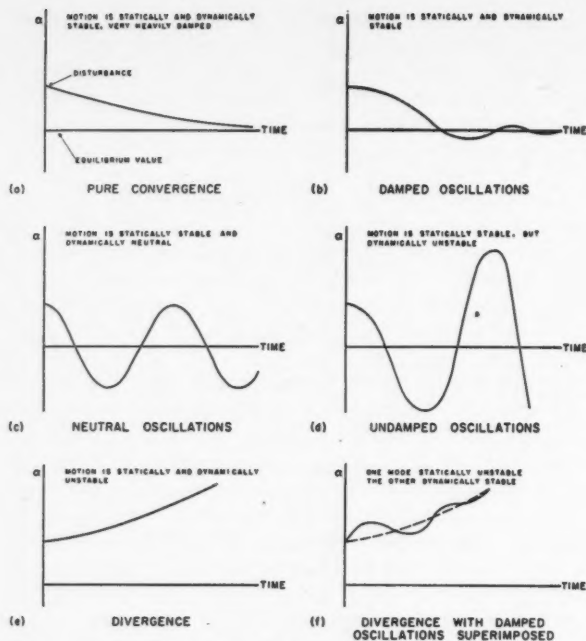 α
MOTION IS STATICALLY AND DYNAMICALLY
STABLE, VERY HEAVILY DAMPED
DISTURBANCE
TIME
EQUILIBRIUM VALUE
(a) PURE CONVERGENCE
α
MOTION IS STATICALLY AND DYNAMICALLY
STABLE
TIME
(b) DAMPED OSCILLATIONS
α
MOTION IS STATICALLY STABLE AND
DYNAMICALLY NEUTRAL
TIME
(c) NEUTRAL OSCILLATIONS
α
MOTION IS STATICALLY STABLE, BUT
DYNAMICALLY UNSTABLE
TIME
(d) UNDAMPED OSCILLATIONS
α
MOTION IS STATICALLY AND DYNAMICALLY
UNSTABLE
TIME
(e) DIVERGENCE
α
ONE MODE STATICALLY UNSTABLE
THE OTHER DYNAMICALLY STABLE
TIME
(f) DIVERGENCE WITH DAMPED
OSCILLATIONS SUPERIMPOSED